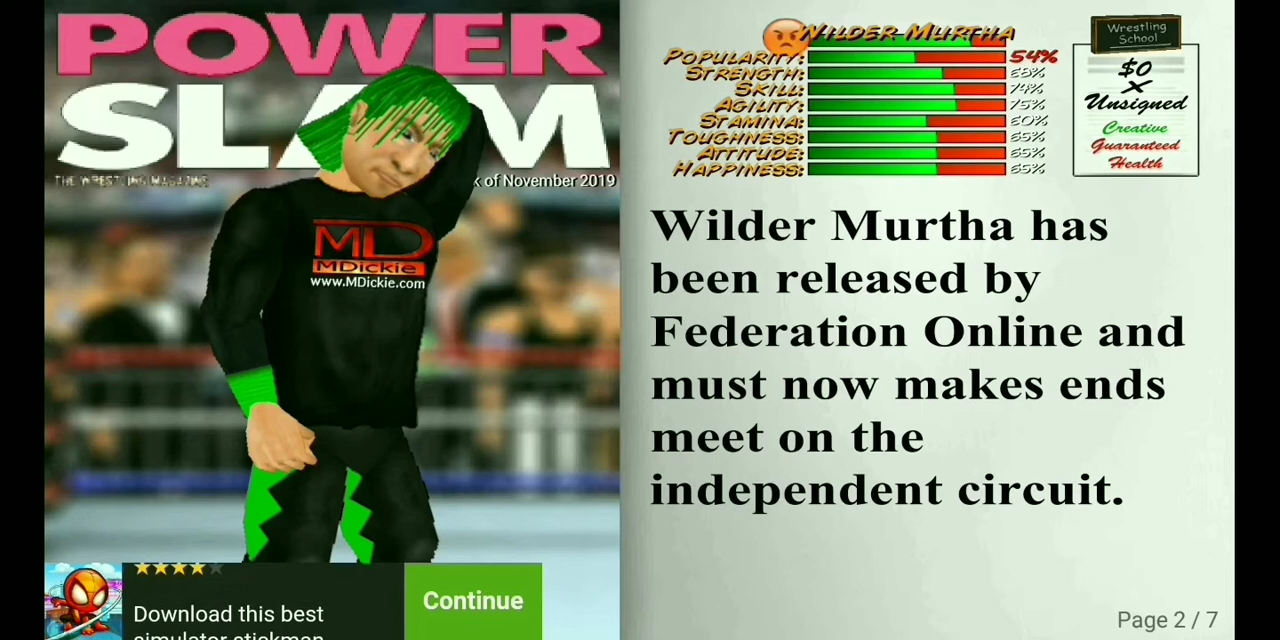 POWER
SLAM
THE WRESTLING MAGAZINE
k of November 2019
MD
MDickie
www.MDickie.com
Download this best
simulator stickman
Continue
WILDER MURTHA
POPULARITY: 54%
STRENGTH: 68%
SKILL: 74%
AGILITY: 75%
STAMINA: 60%
TOUGHNESS: 65%
ATTITUDE: 65%
HAPPINESS: 65%
Wrestling
School
$0
X
Unsigned
Creative
Guaranteed
Health
Wilder Murtha has
been released by
Federation Online and
must now makes ends
meet on the
independent circuit.
Page 2 / 7